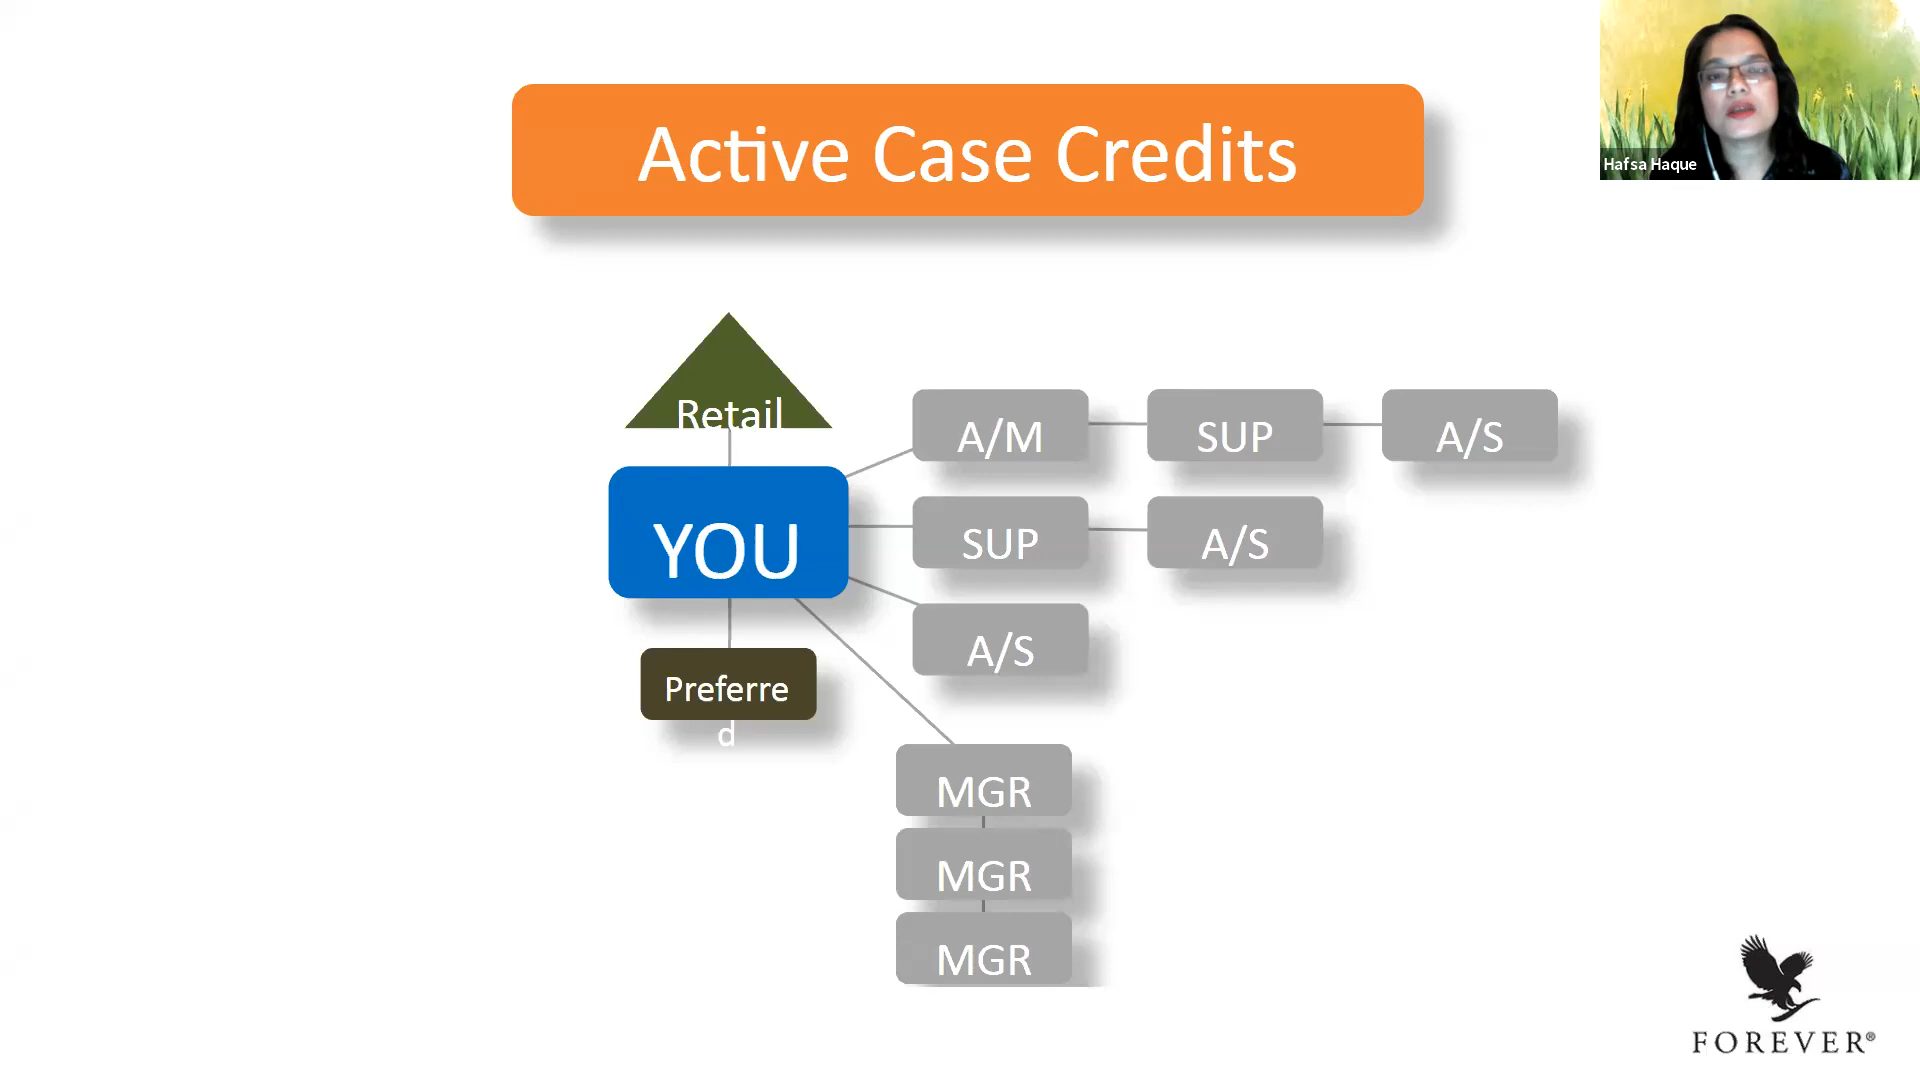 Active Case Credits
Hafsa Haque
Retail
A/M
SUP
A/S
YOU
SUP
A/S
A/S
Preferre
d
MGR
MGR
MGR
FOREVER®